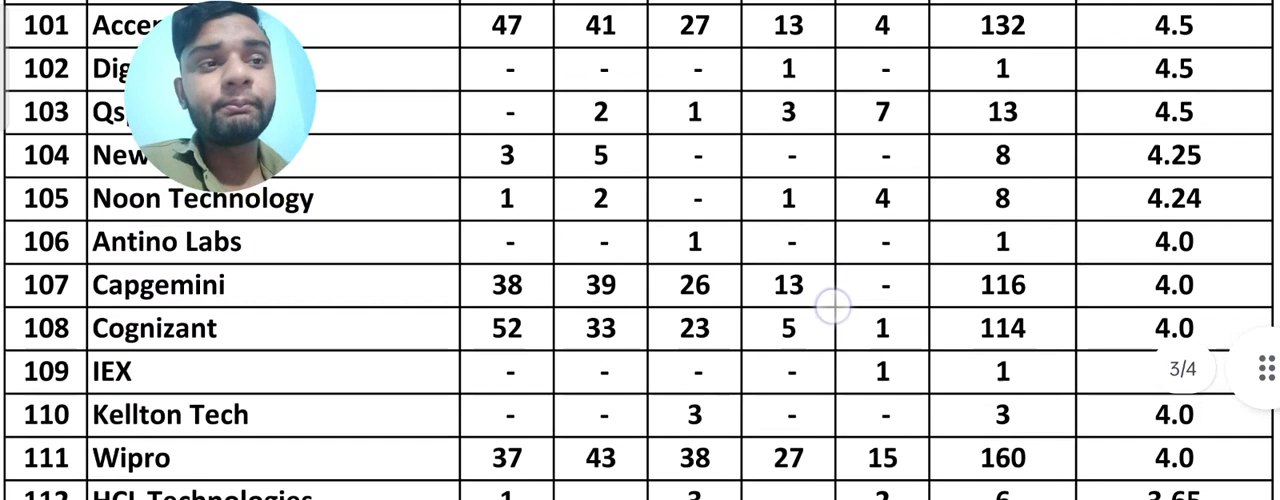 101 47 41 27 13 4 132 4.5
102 - - - 1 - 1 4.5
103 - 2 1 3 7 13 4.5
104 New 3 5 - - - 8 4.25
105 Noon Technology 1 2 - 1 4 8 4.24
106 Antino Labs - - 1 - - 1 4.0
107 Capgemini 38 39 26 13 - 116 4.0
108 Cognizant 52 33 23 5 1 114 4.0
109 IEX - - - - 1 1
3/4
110 Kellton Tech - - 3 - - 3 4.0
111 Wipro 37 43 38 27 15 160 4.0
112 HCL Technologies 1 3 2 6 3.65